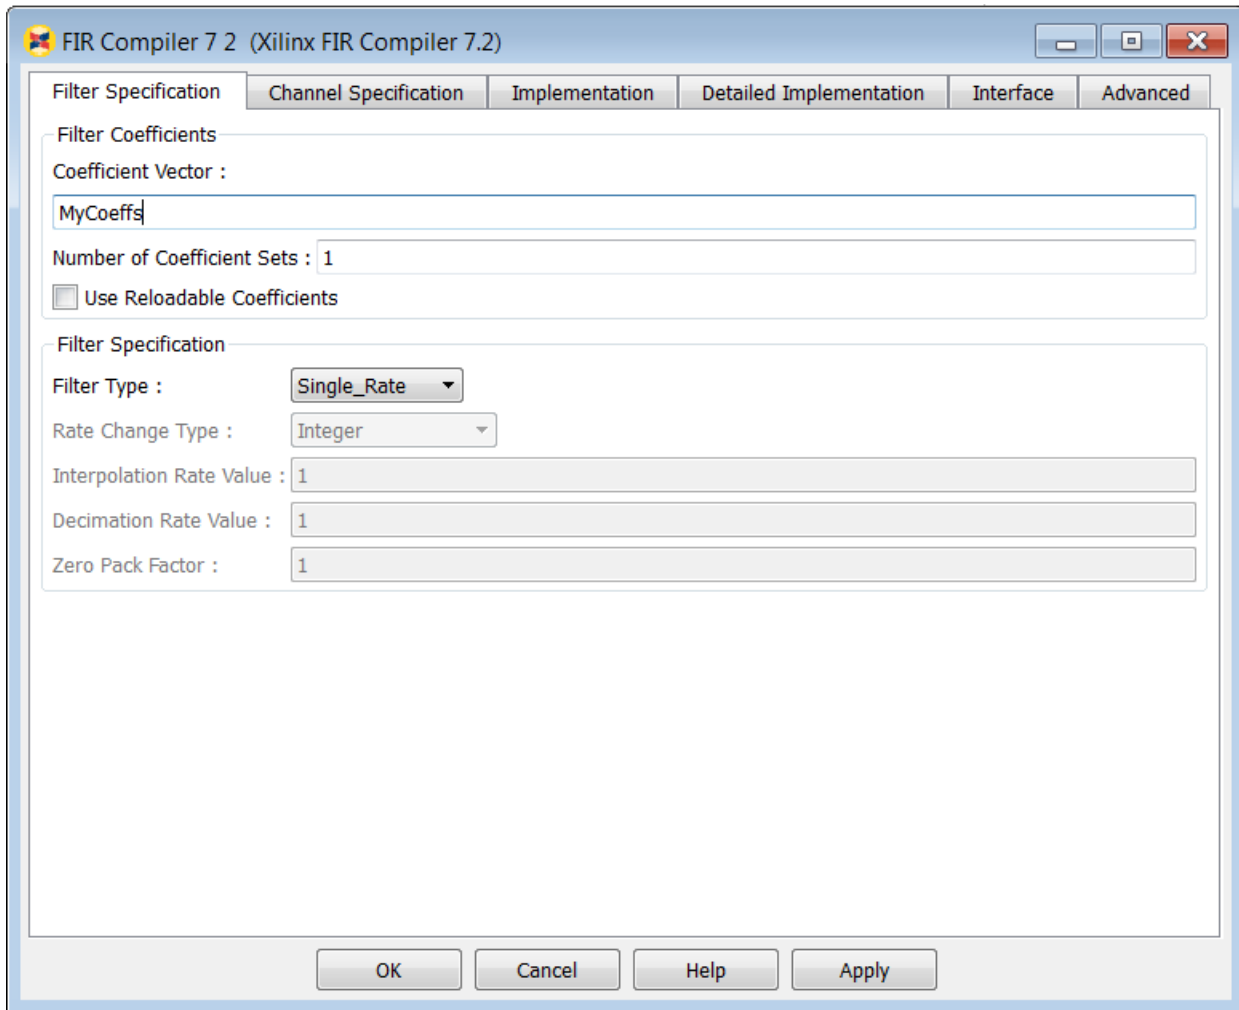 FIR Compiler 7 2  (Xilinx FIR Compiler 7.2)
Filter Specification Channel Specification Implementation Detailed Implementation Interface Advanced
Filter Coefficients
Coefficient Vector :
MyCoeffs
Number of Coefficient Sets : 1
Use Reloadable Coefficients
Filter Specification
Filter Type : Single_Rate
Rate Change Type : Integer
Interpolation Rate Value : 1
Decimation Rate Value : 1
Zero Pack Factor : 1
OK Cancel Help Apply